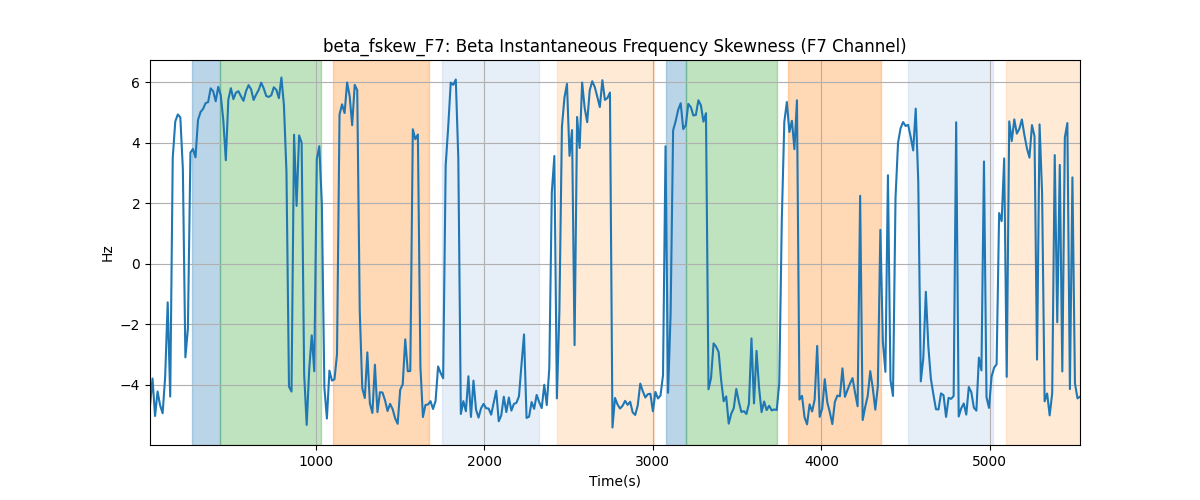 beta_fskew_F7: Beta Instantaneous Frequency Skewness (F7 Channel)
6
4
2
0
−2
−4
Hz
1000 2000 3000 4000 5000
Time(s)